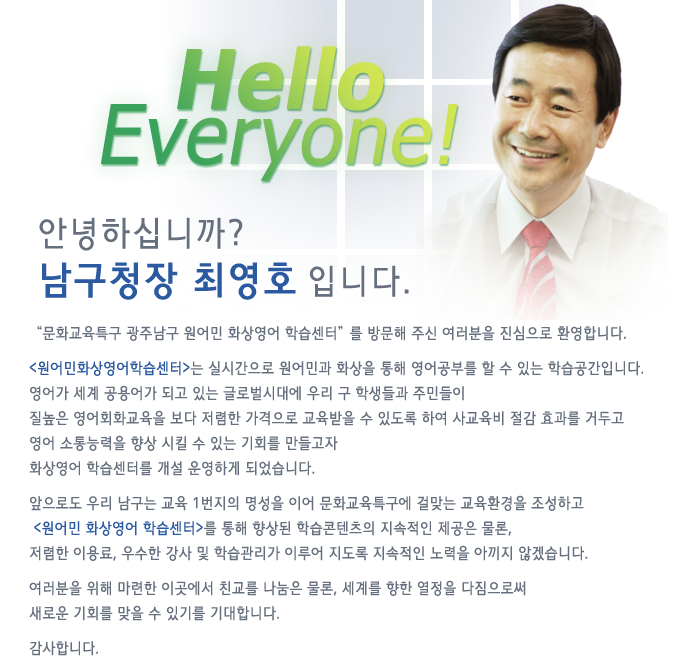 Hello
Everyone!
안녕하십니까?
남구청장 최영호 입니다.
“문화교육특구 광주남구 원어민 화상영어 학습센터” 를 방문해 주신 여러분을 진심으로 환영합니다.
<원어민화상영어학습센터>는 실시간으로 원어민과 화상을 통해 영어공부를 할 수 있는 학습공간입니다.
영어가 세계 공용어가 되고 있는 글로벌시대에 우리 구 학생들과 주민들이
질높은 영어회화교육을 보다 저렴한 가격으로 교육받을 수 있도록 하여 사교육비 절감 효과를 거두고
영어 소통능력을 향상 시킬 수 있는 기회를 만들고자
화상영어 학습센터를 개설 운영하게 되었습니다.
앞으로도 우리 남구는 교육 1번지의 명성을 이어 문화교육특구에 걸맞는 교육환경을 조성하고
<원어민 화상영어 학습센터>를 통해 향상된 학습콘텐츠의 지속적인 제공은 물론,
저렴한 이용료, 우수한 강사 및 학습관리가 이루어 지도록 지속적인 노력을 아끼지 않겠습니다.
여러분을 위해 마련한 이곳에서 친교를 나눔은 물론, 세계를 향한 열정을 다짐으로써
새로운 기회를 맞을 수 있기를 기대합니다.
감사합니다.